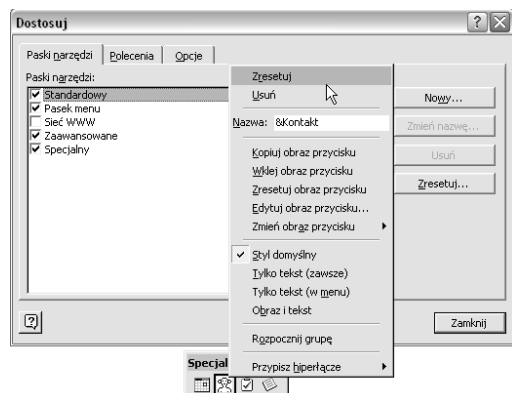 Dostosuj
Paski narzędzi Polecenia Opcje
Paski narzędzi:
Standardowy
Pasek menu
Sieć WWW
Zaawansowane
Specjalny
Zresetuj
Usuń
Nazwa: &Kontakt
Kopiuj obraz przycisku
Wklej obraz przycisku
Zresetuj obraz przycisku
Edytuj obraz przycisku...
Zmień obraz przycisku
Styl domyślny
Tylko tekst (zawsze)
Tylko tekst (w menu)
Obraz i tekst
Rozpocznij grupę
Przypisz hiperłącze
Nowy...
Zmień nazwę...
Usuń
Zresetuj...
Zamknij
Specjal